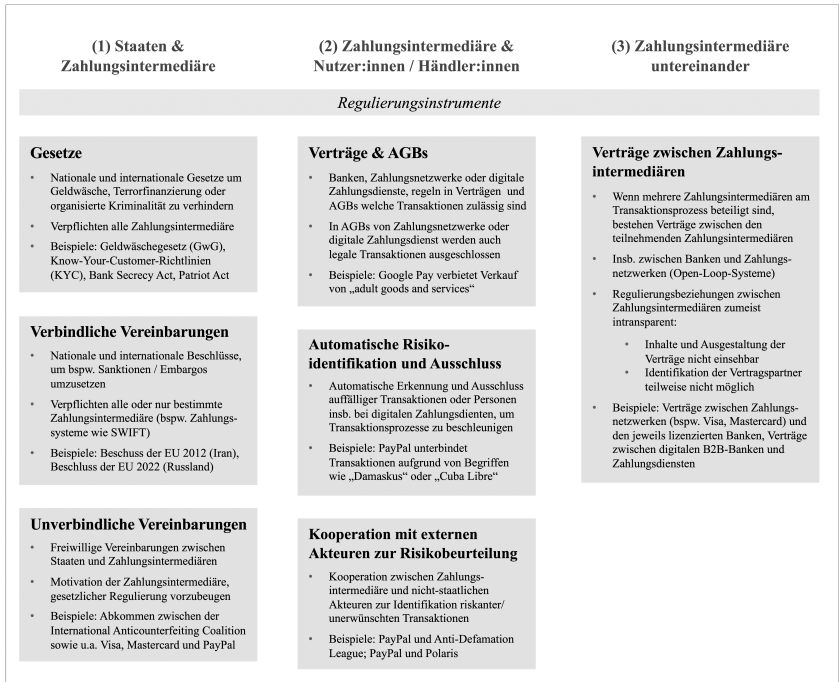 (1) Staaten &
Zahlungsintermediäre
(2) Zahlungsintermediäre &
Nutzer:innen / Händler:innen
(3) Zahlungsintermediäre
untereinander
Regulierungsinstrumente
Gesetze
• Nationale und internationale Gesetze um
Geldwäsche, Terrorfinanzierung oder
organisierte Kriminalität zu verhindern
• Verpflichten alle Zahlungsintermediäre
• Beispiele: Geldwäschegesetz (GwG),
Know-Your-Customer-Richtlinien
(KYC), Bank Secrecy Act, Patriot Act
Verbindliche Vereinbarungen
• Nationale und internationale Beschlüsse,
um bspw. Sanktionen / Embargos
umzusetzen
• Verpflichten alle oder nur bestimmte
Zahlungsintermediäre (bspw. Zahlungs-
systeme wie SWIFT)
• Beispiele: Beschuss der EU 2012 (Iran),
Beschluss der EU 2022 (Russland)
Unverbindliche Vereinbarungen
• Freiwillige Vereinbarungen zwischen
Staaten und Zahlungsintermediären
• Motivation der Zahlungsintermediäre,
gesetzlicher Regulierung vorzubeugen
• Beispiele: Abkommen zwischen der
International Anticounterfeiting Coalition
sowie u.a. Visa, Mastercard und PayPal
Verträge & AGBs
• Banken, Zahlungsnetzwerke oder digitale
Zahlungsdienste, regeln in Verträgen und
AGBs welche Transaktionen zulässig sind
• In AGBs von Zahlungsnetzwerke oder
digitale Zahlungsdienst werden auch
legale Transaktionen ausgeschlossen
• Beispiele: Google Pay verbietet Verkauf
von „adult goods and services“
Automatische Risiko-
identifikation und Ausschluss
• Automatische Erkennung und Ausschluss
auffälliger Transaktionen oder Personen
insb. bei digitalen Zahlungsdiensten, um
Transaktionsprozesse zu beschleunigen
• Beispiele: PayPal unterbindet
Transaktionen aufgrund von Begriffen
wie „Damaskus“ oder „Cuba Libre“
Kooperation mit externen
Akteuren zur Risikobeurteilung
• Kooperation zwischen Zahlungs-
intermediäre und nicht-staatlichen
Akteuren zur Identifikation riskanter/
unerwünschten Transaktionen
• Beispiele: PayPal und Anti-Defamation
League; PayPal und Polaris
Verträge zwischen Zahlungs-
intermediären
• Wenn mehrere Zahlungsintermediären am
Transaktionsprozess beteiligt sind,
bestehen Verträge zwischen den
teilnehmenden Zahlungsintermediären
• Insb. zwischen Banken und Zahlungs-
netzwerken (Open-Loop-Systeme)
• Regulierungsbeziehungen zwischen
Zahlungsintermediären zumeist
intransparent:
• Inhalte und Ausgestaltung der
Verträge nicht einsehbar
• Identifikation der Vertragspartner
teilweise nicht möglich
• Beispiele: Verträge zwischen Zahlungs-
netzwerken (bspw. Visa, Mastercard) und
den jeweils lizenzierten Banken, Verträge
zwischen digitalen B2B-Banken und
Zahlungsdiensten